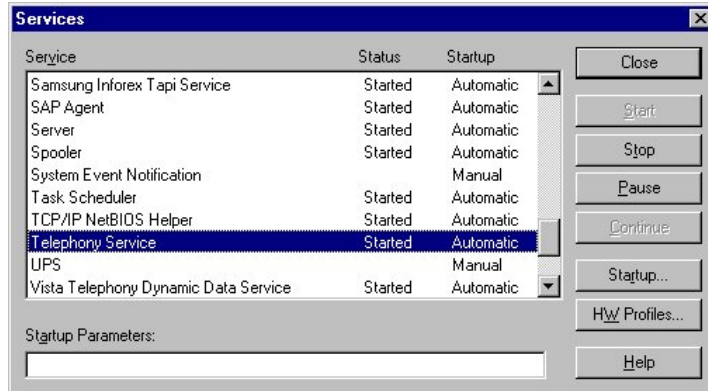 Services
Service Status Startup
Samsung Inforex Tapi Service Started Automatic
SAP Agent Started Automatic
Server Started Automatic
Spooler Started Automatic
System Event Notification Manual
Task Scheduler Started Automatic
TCP/IP NetBIOS Helper Started Automatic
Telephony Service Started Automatic
UPS Manual
Vista Telephony Dynamic Data Service Started Automatic
Startup Parameters:
Close
Start
Stop
Pause
Continue
Startup...
HW Profiles...
Help